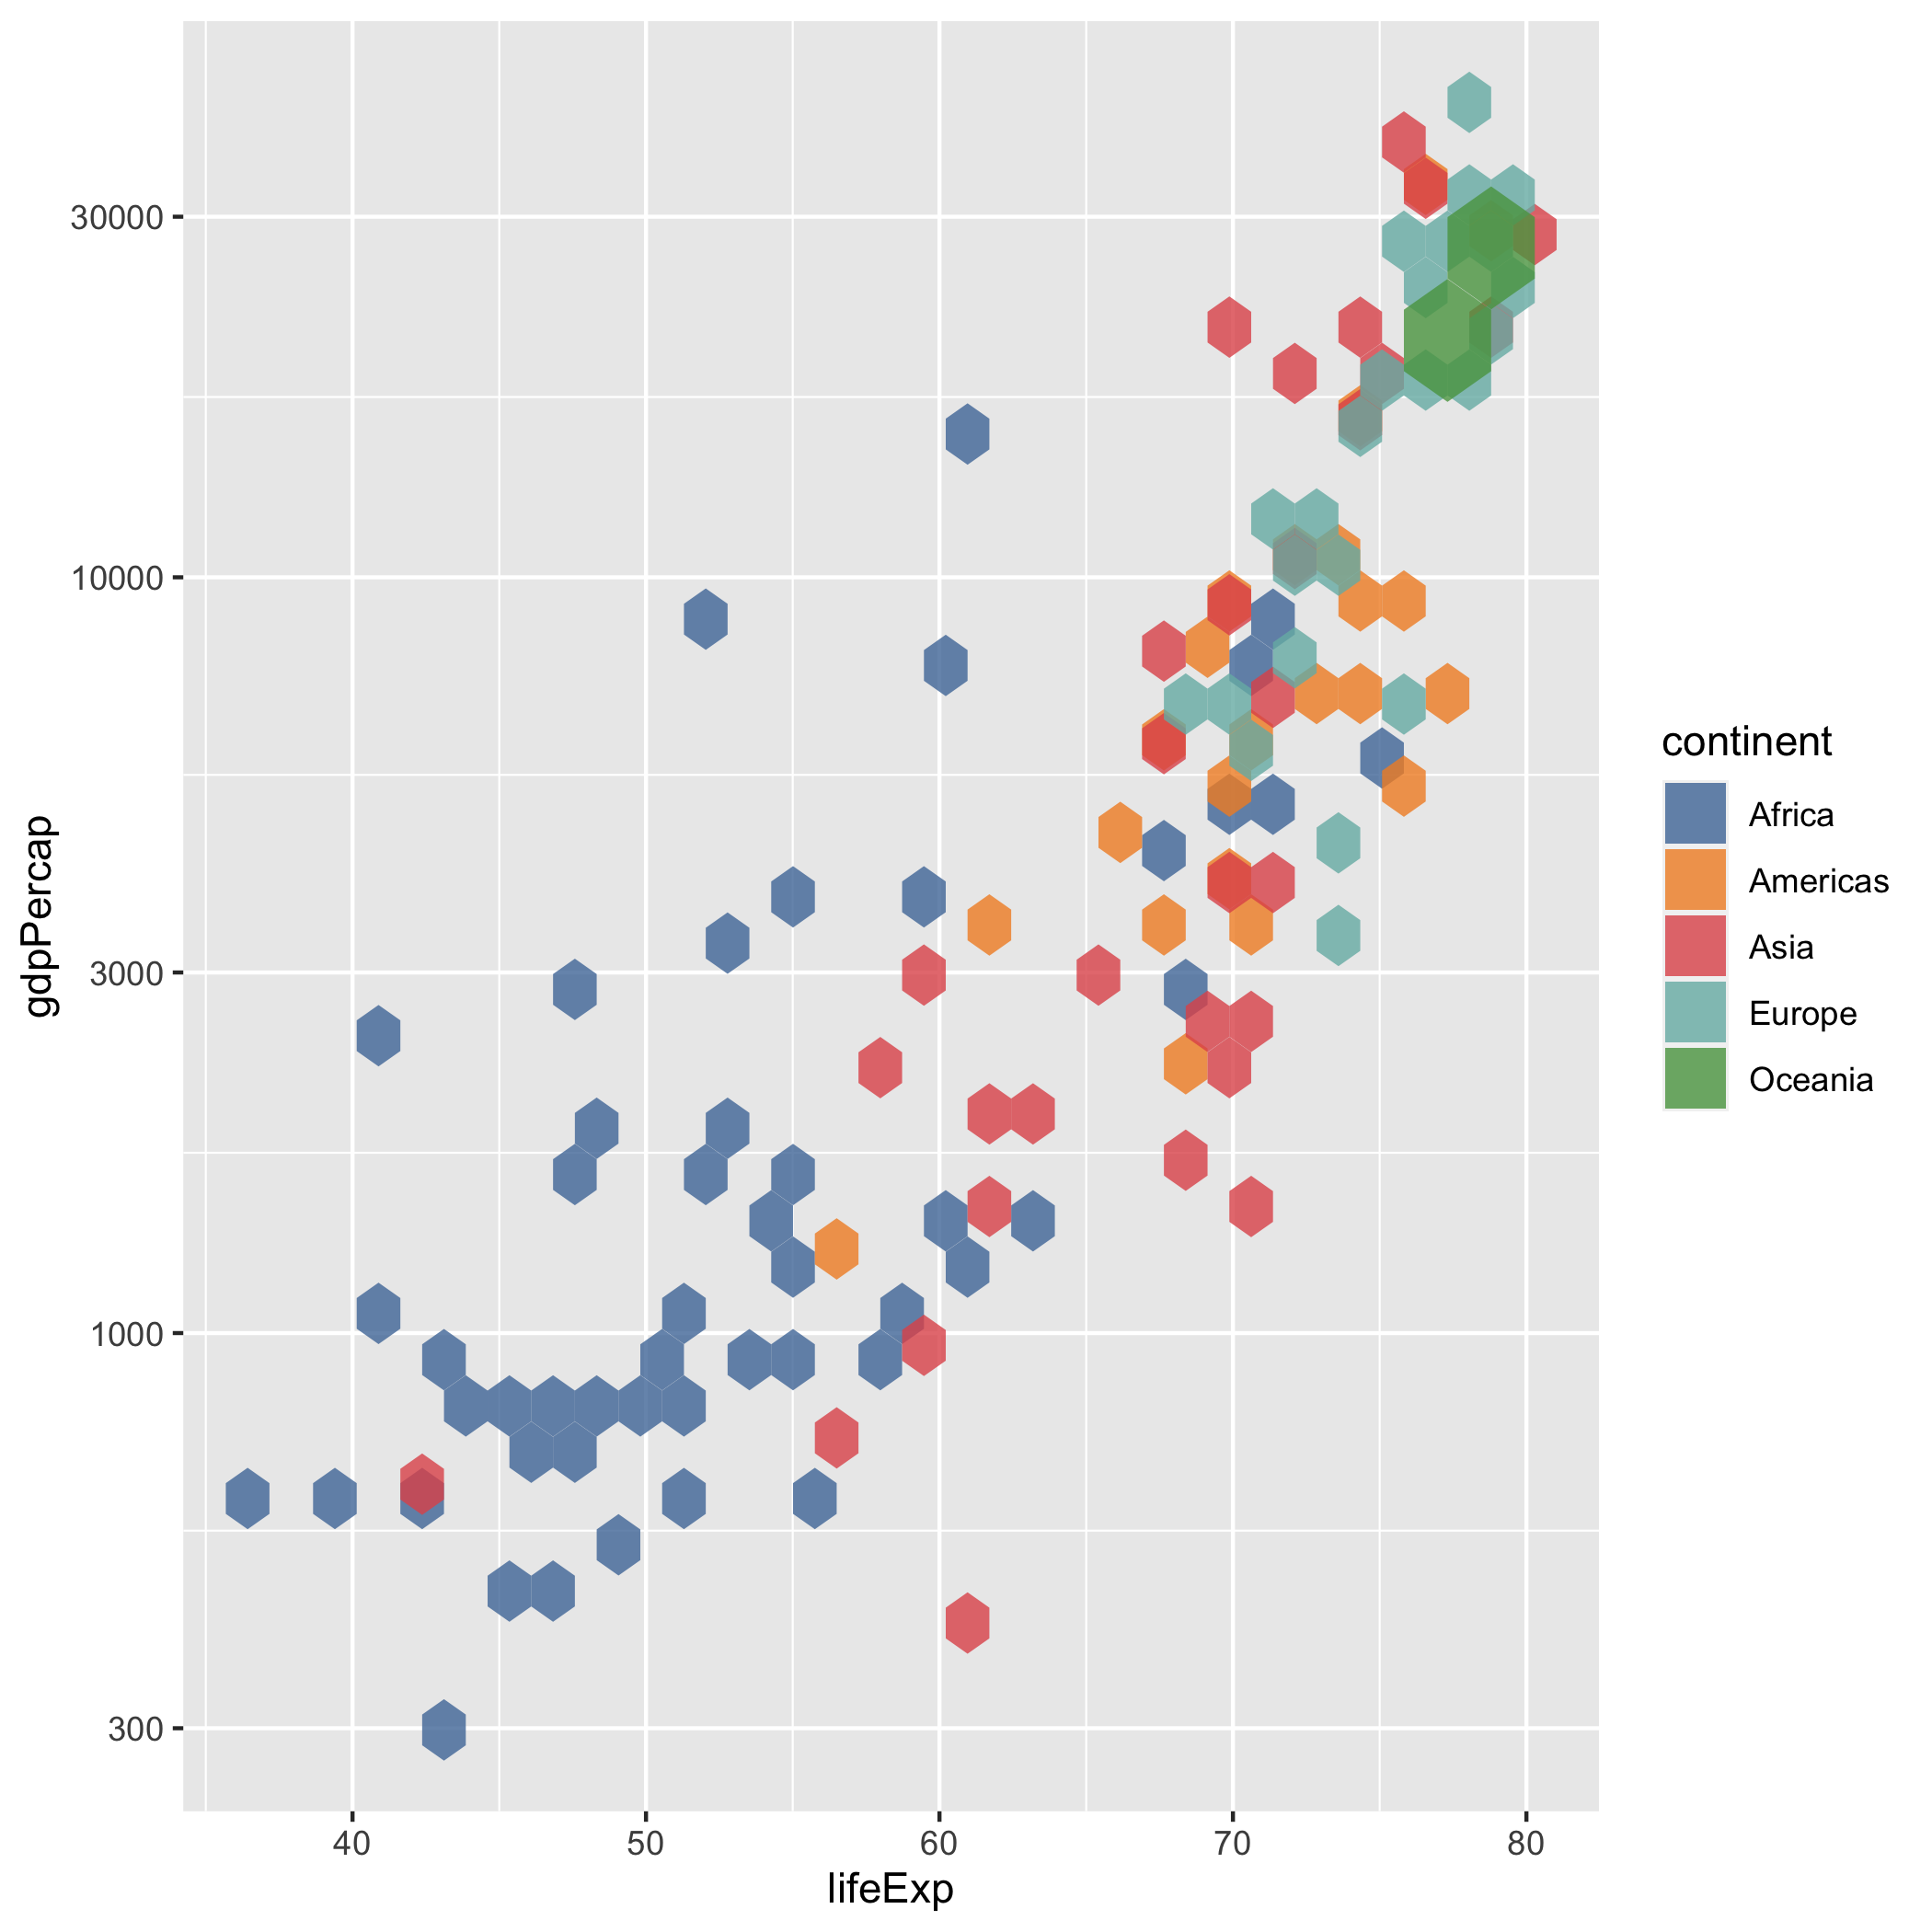 30000
10000
3000
1000
300
gdpPercap
40 50 60 70 80
lifeExp
continent
Africa
Americas
Asia
Europe
Oceania